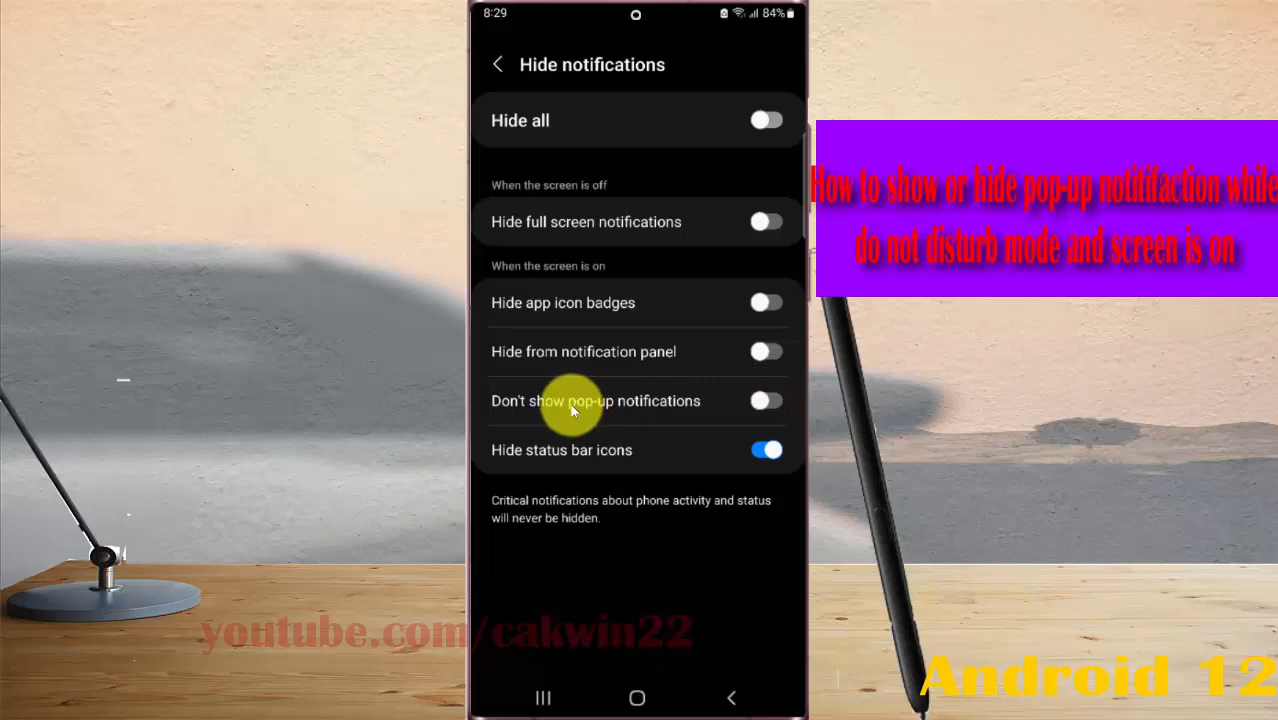 8:29
84%
Hide notifications
Hide all
When the screen is off
Hide full screen notifications
When the screen is on
Hide app icon badges
Hide from notification panel
Don't show pop-up notifications
Hide status bar icons
Critical notifications about phone activity and status
will never be hidden.
How to show or hide pop-up notitifaction while
do not disturb mode and screen is on
youtube.com/cakwin22
Android 12